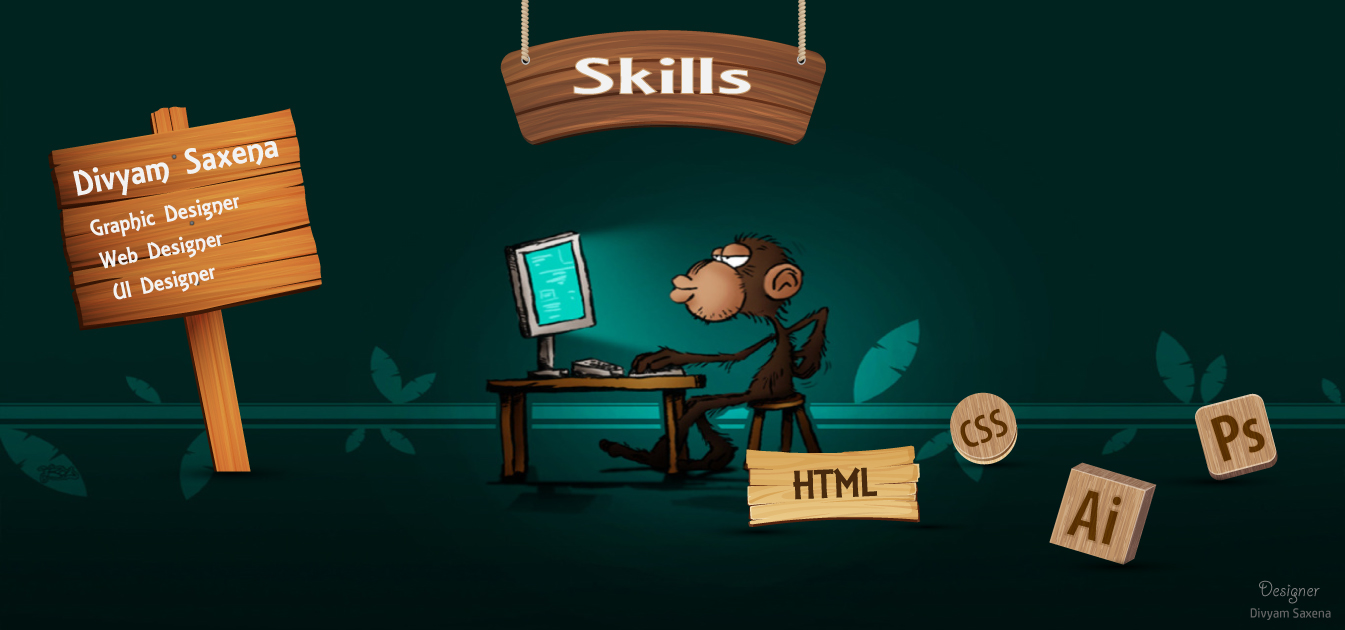 Skills
Divyam Saxena
Graphic Designer
Web Designer
UI Designer
CSS
Ps
HTML
Ai
Designer
Divyam Saxena